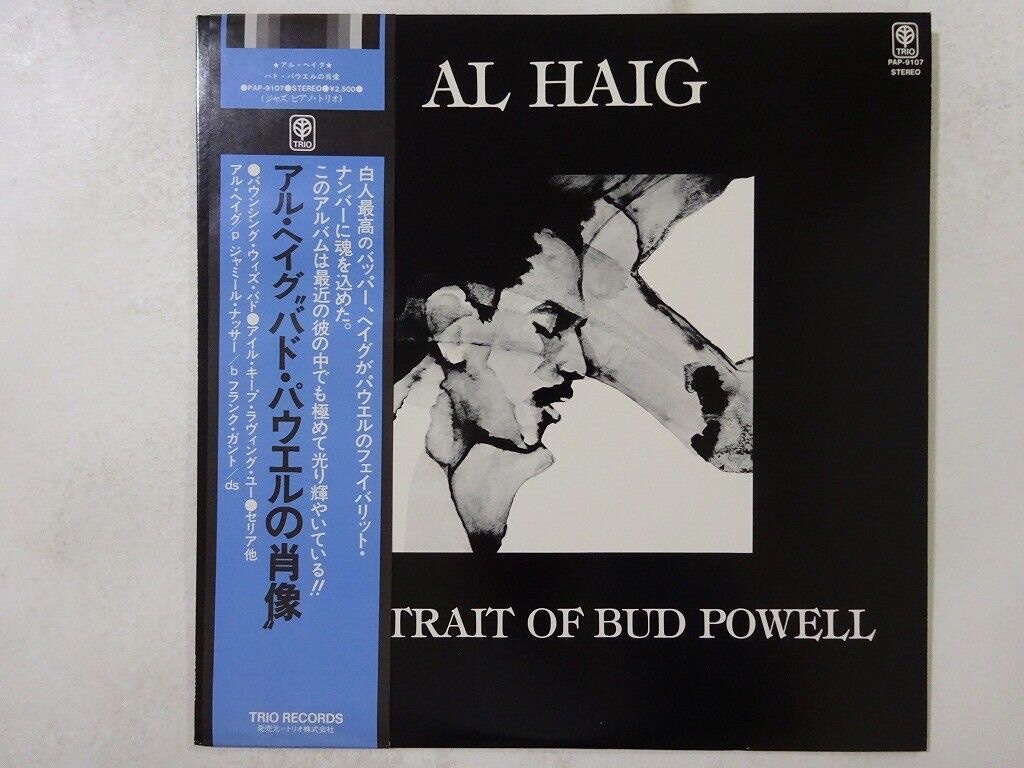 ★アル・ヘイグ★
バド・パウエルの肖像
●PAP-9107●STEREO●¥2,500●
(ジャズ/ピアノ・トリオ)
TRIO
白人最高のバッパー、ヘイグがパウエルのフェイバリット・
ナンバーに魂を込めた。
このアルバムは最近の彼の中でも極めて光り輝やいている!!
アル・ヘイグ〝バド・パウエルの肖像〟
●バウンシング・ウィズ・バド●アイル・キープ・ラヴィング・ユー●セリア他
アル・ヘイグ/p ジャミール・ナッサー/b フランク・ガント/ds
TRIO RECORDS
発売元=トリオ株式会社
AL HAIG
TRIO
PAP-9107
STEREO
TRAIT OF BUD POWELL